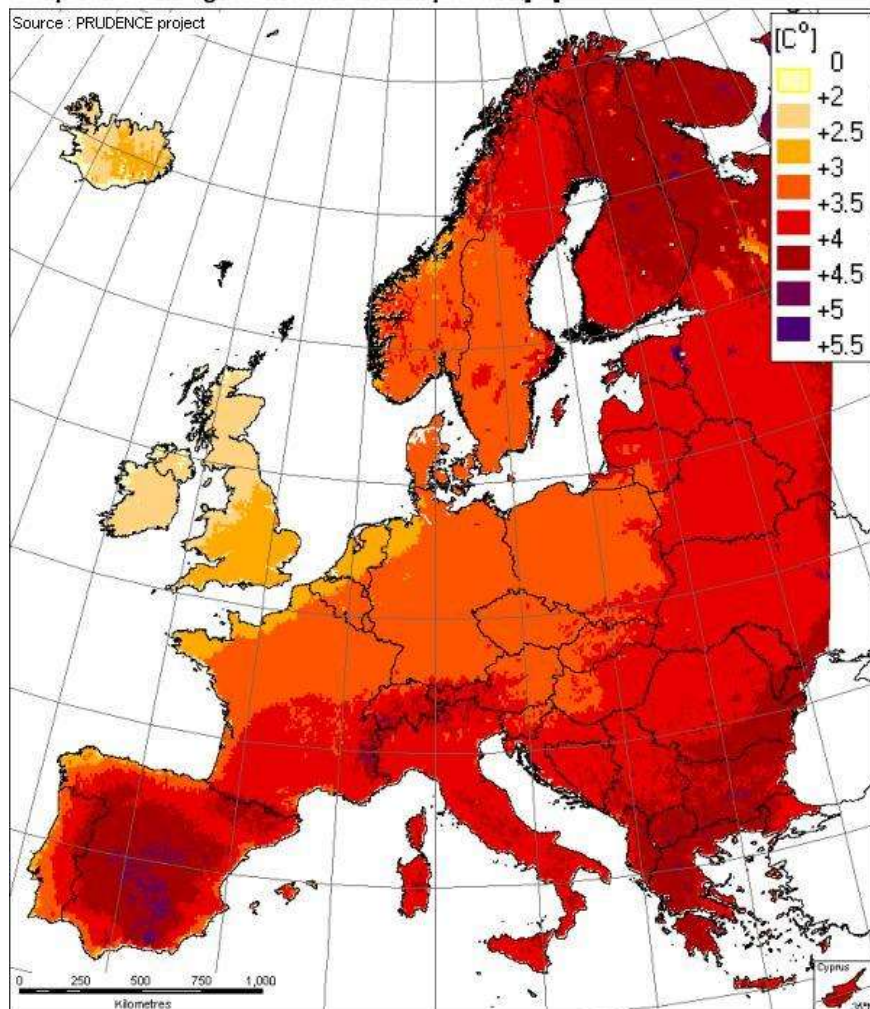 Source : PRUDENCE project
[C°]
0
+2
+2.5
+3
+3.5
+4
+4.5
+5
+5.5
0 250 500 750 1,000
Kilometres
Cyprus